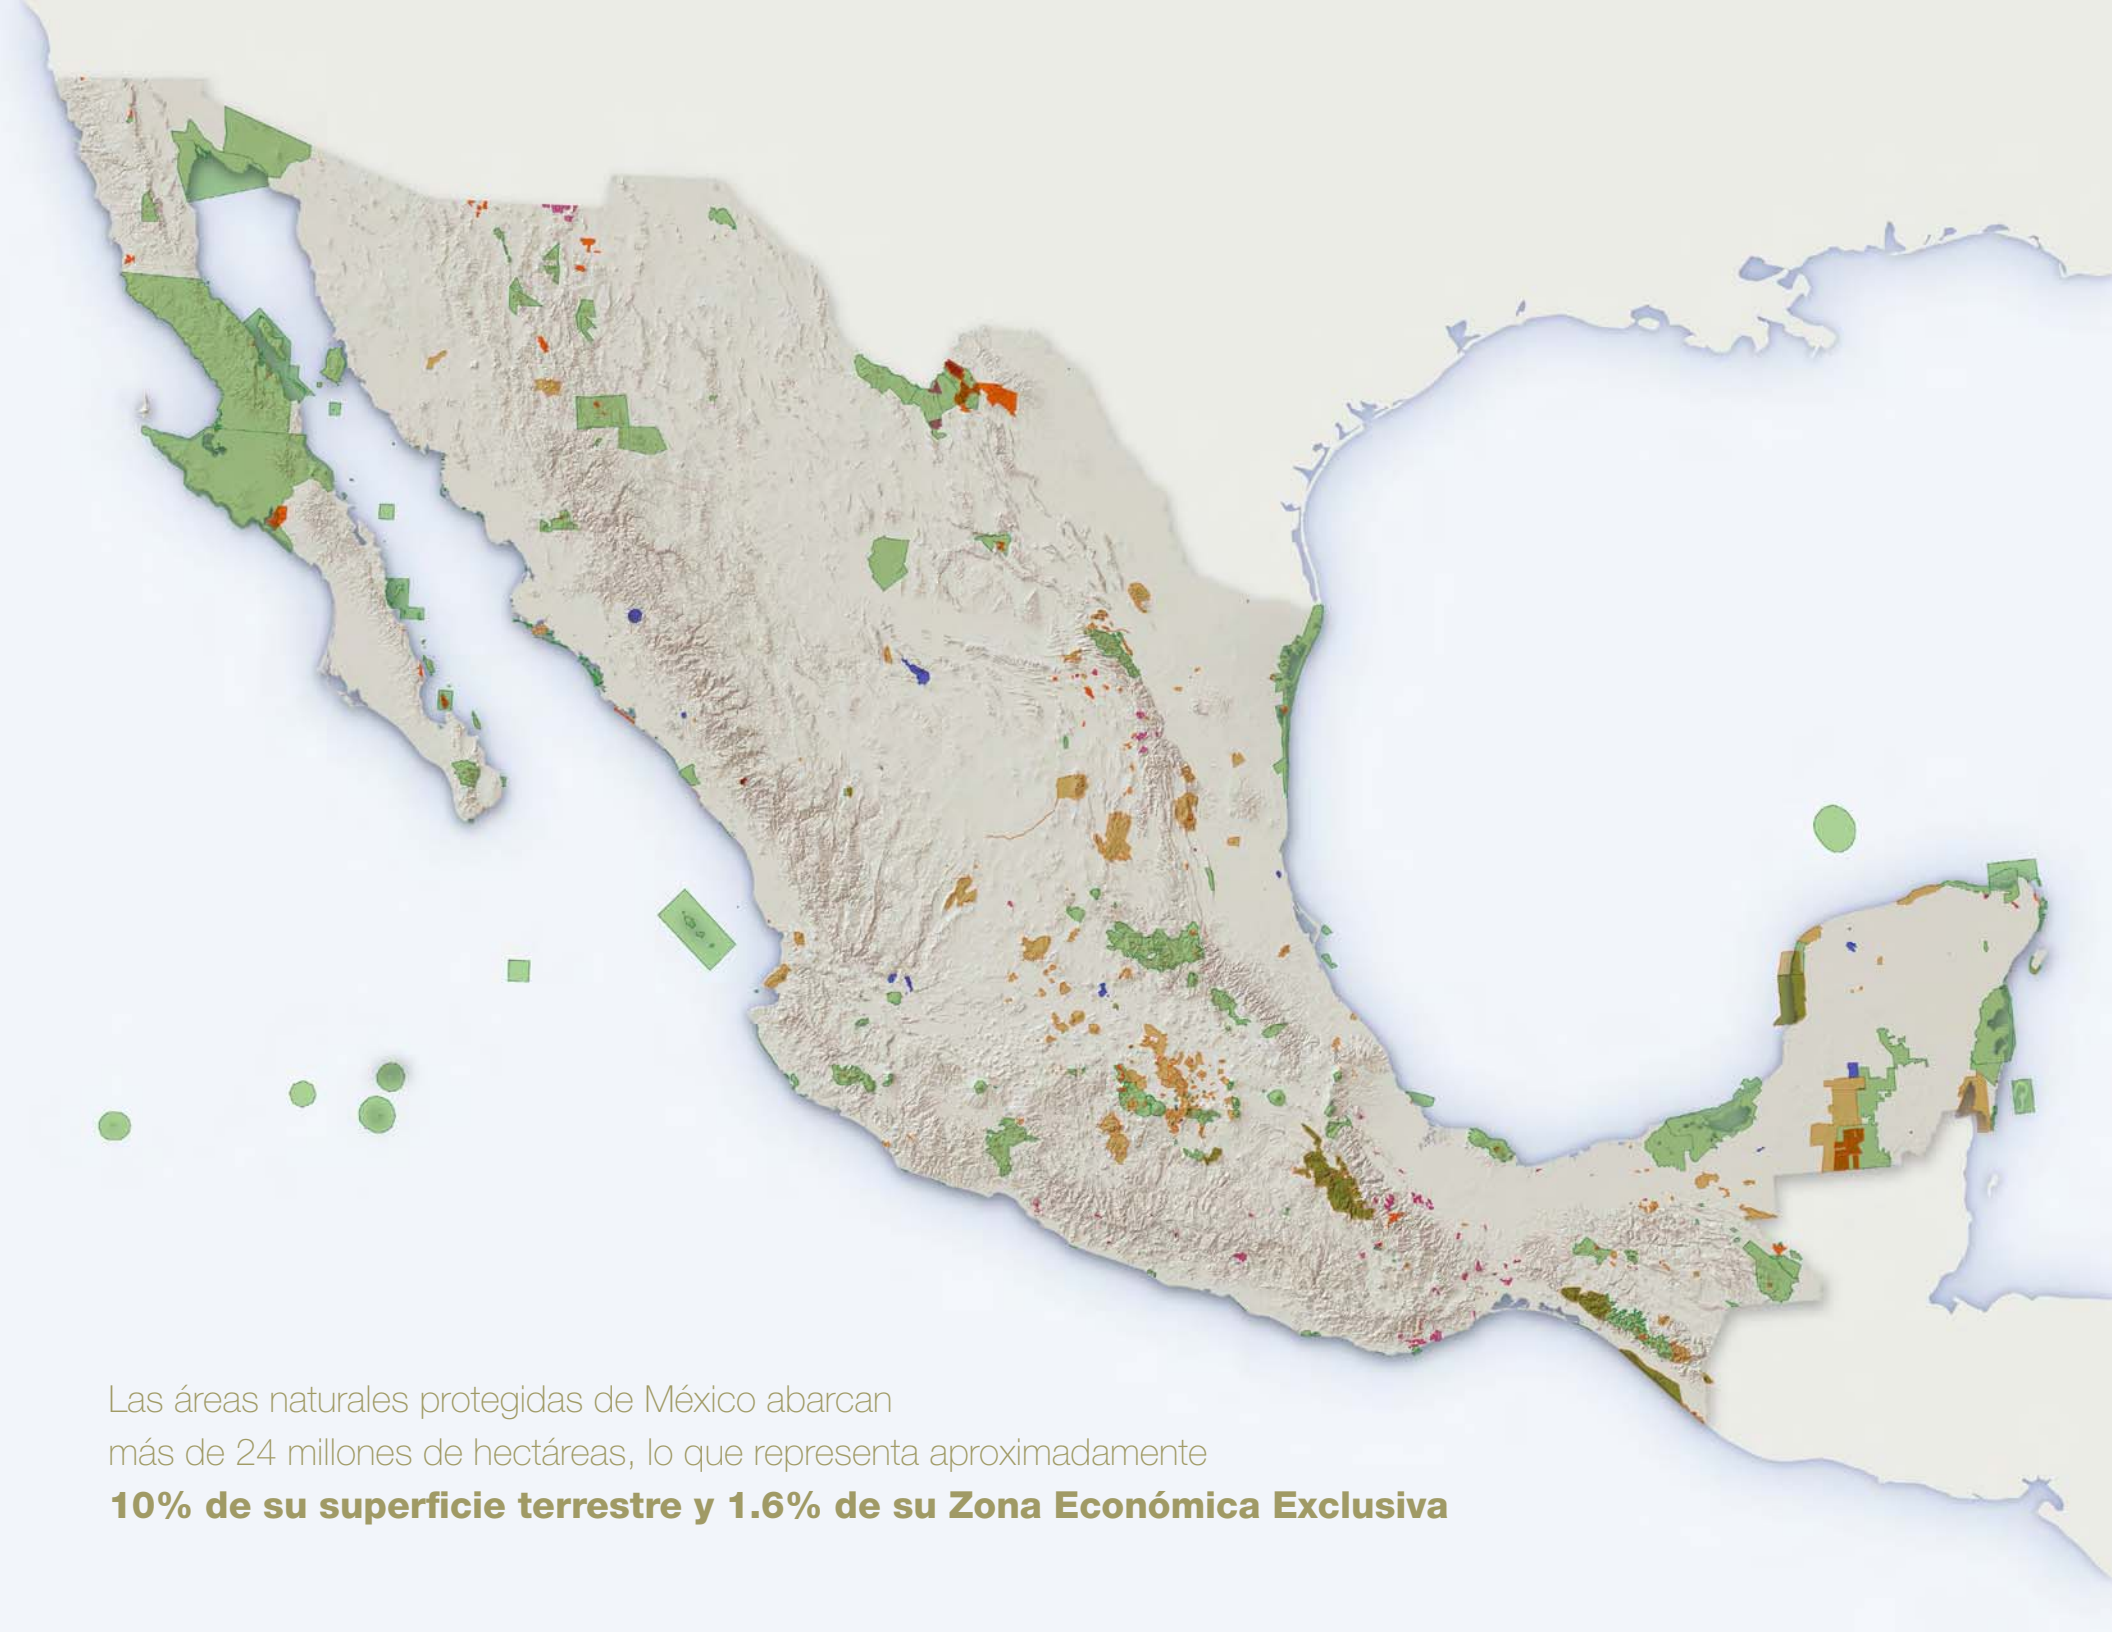 Las áreas naturales protegidas de México abarcan
más de 24 millones de hectáreas, lo que representa aproximadamente
10% de su superficie terrestre y 1.6% de su Zona Económica Exclusiva